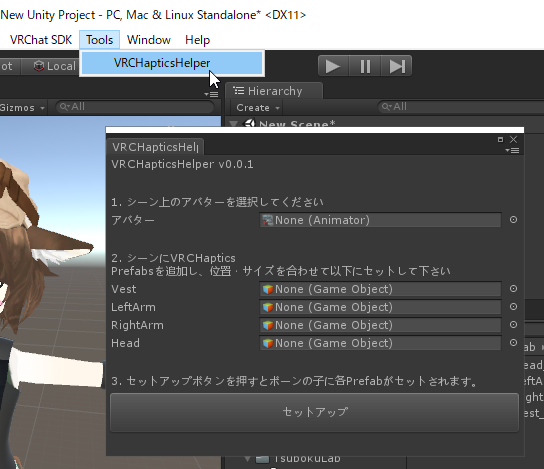 New Unity Project - PC, Mac & Linux Standalone* <DX11>
VRChat SDK Tools Window Help
VRCHapticsHelper
Local
Gizmos All
Hierarchy
Create All
New Scene*
VRCHapticsHel
VRCHapticsHelper v0.0.1
1. シーン上のアバターを選択してください
アバター None (Animator)
2. シーンにVRCHaptics
Prefabsを追加し、位置・サイズを合わせて以下にセットして下さい
Vest None (Game Object)
LeftArm None (Game Object)
RightArm None (Game Object)
Head None (Game Object)
3. セットアップボタンを押すとボーンの子に各Prefabがセットされます。
セットアップ
TsubokuLab